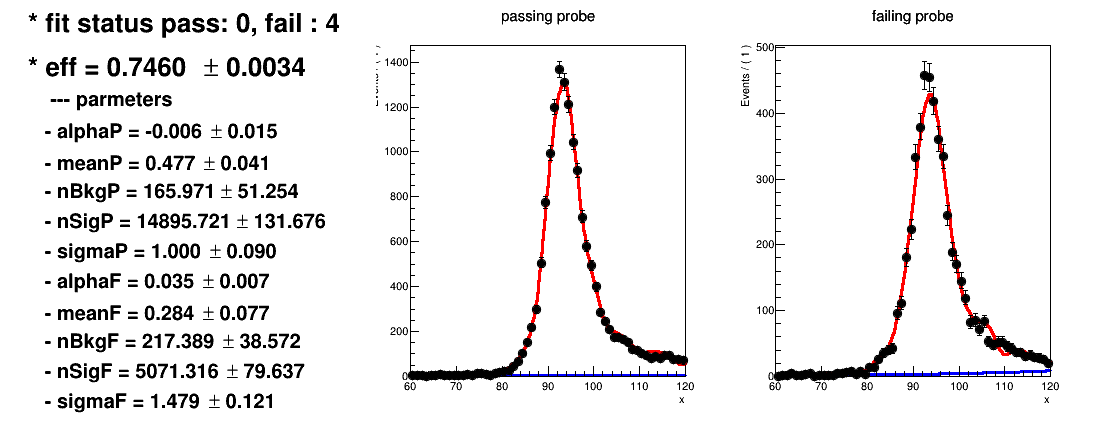 * fit status pass: 0, fail : 4
* eff = 0.7460 ± 0.0034
--- parmeters
- alphaP = -0.006 ± 0.015
- meanP = 0.477 ± 0.041
- nBkgP = 165.971 ± 51.254
- nSigP = 14895.721 ± 131.676
- sigmaP = 1.000 ± 0.090
- alphaF = 0.035 ± 0.007
- meanF = 0.284 ± 0.077
- nBkgF = 217.389 ± 38.572
- nSigF = 5071.316 ± 79.637
- sigmaF = 1.479 ± 0.121
passing probe
1400
1200
1000
800
600
400
200
0
60 70 80 90 100 110 120
x
failing probe
Events / ( 1 )
500
400
300
200
100
0
60 70 80 90 100 110 120
x